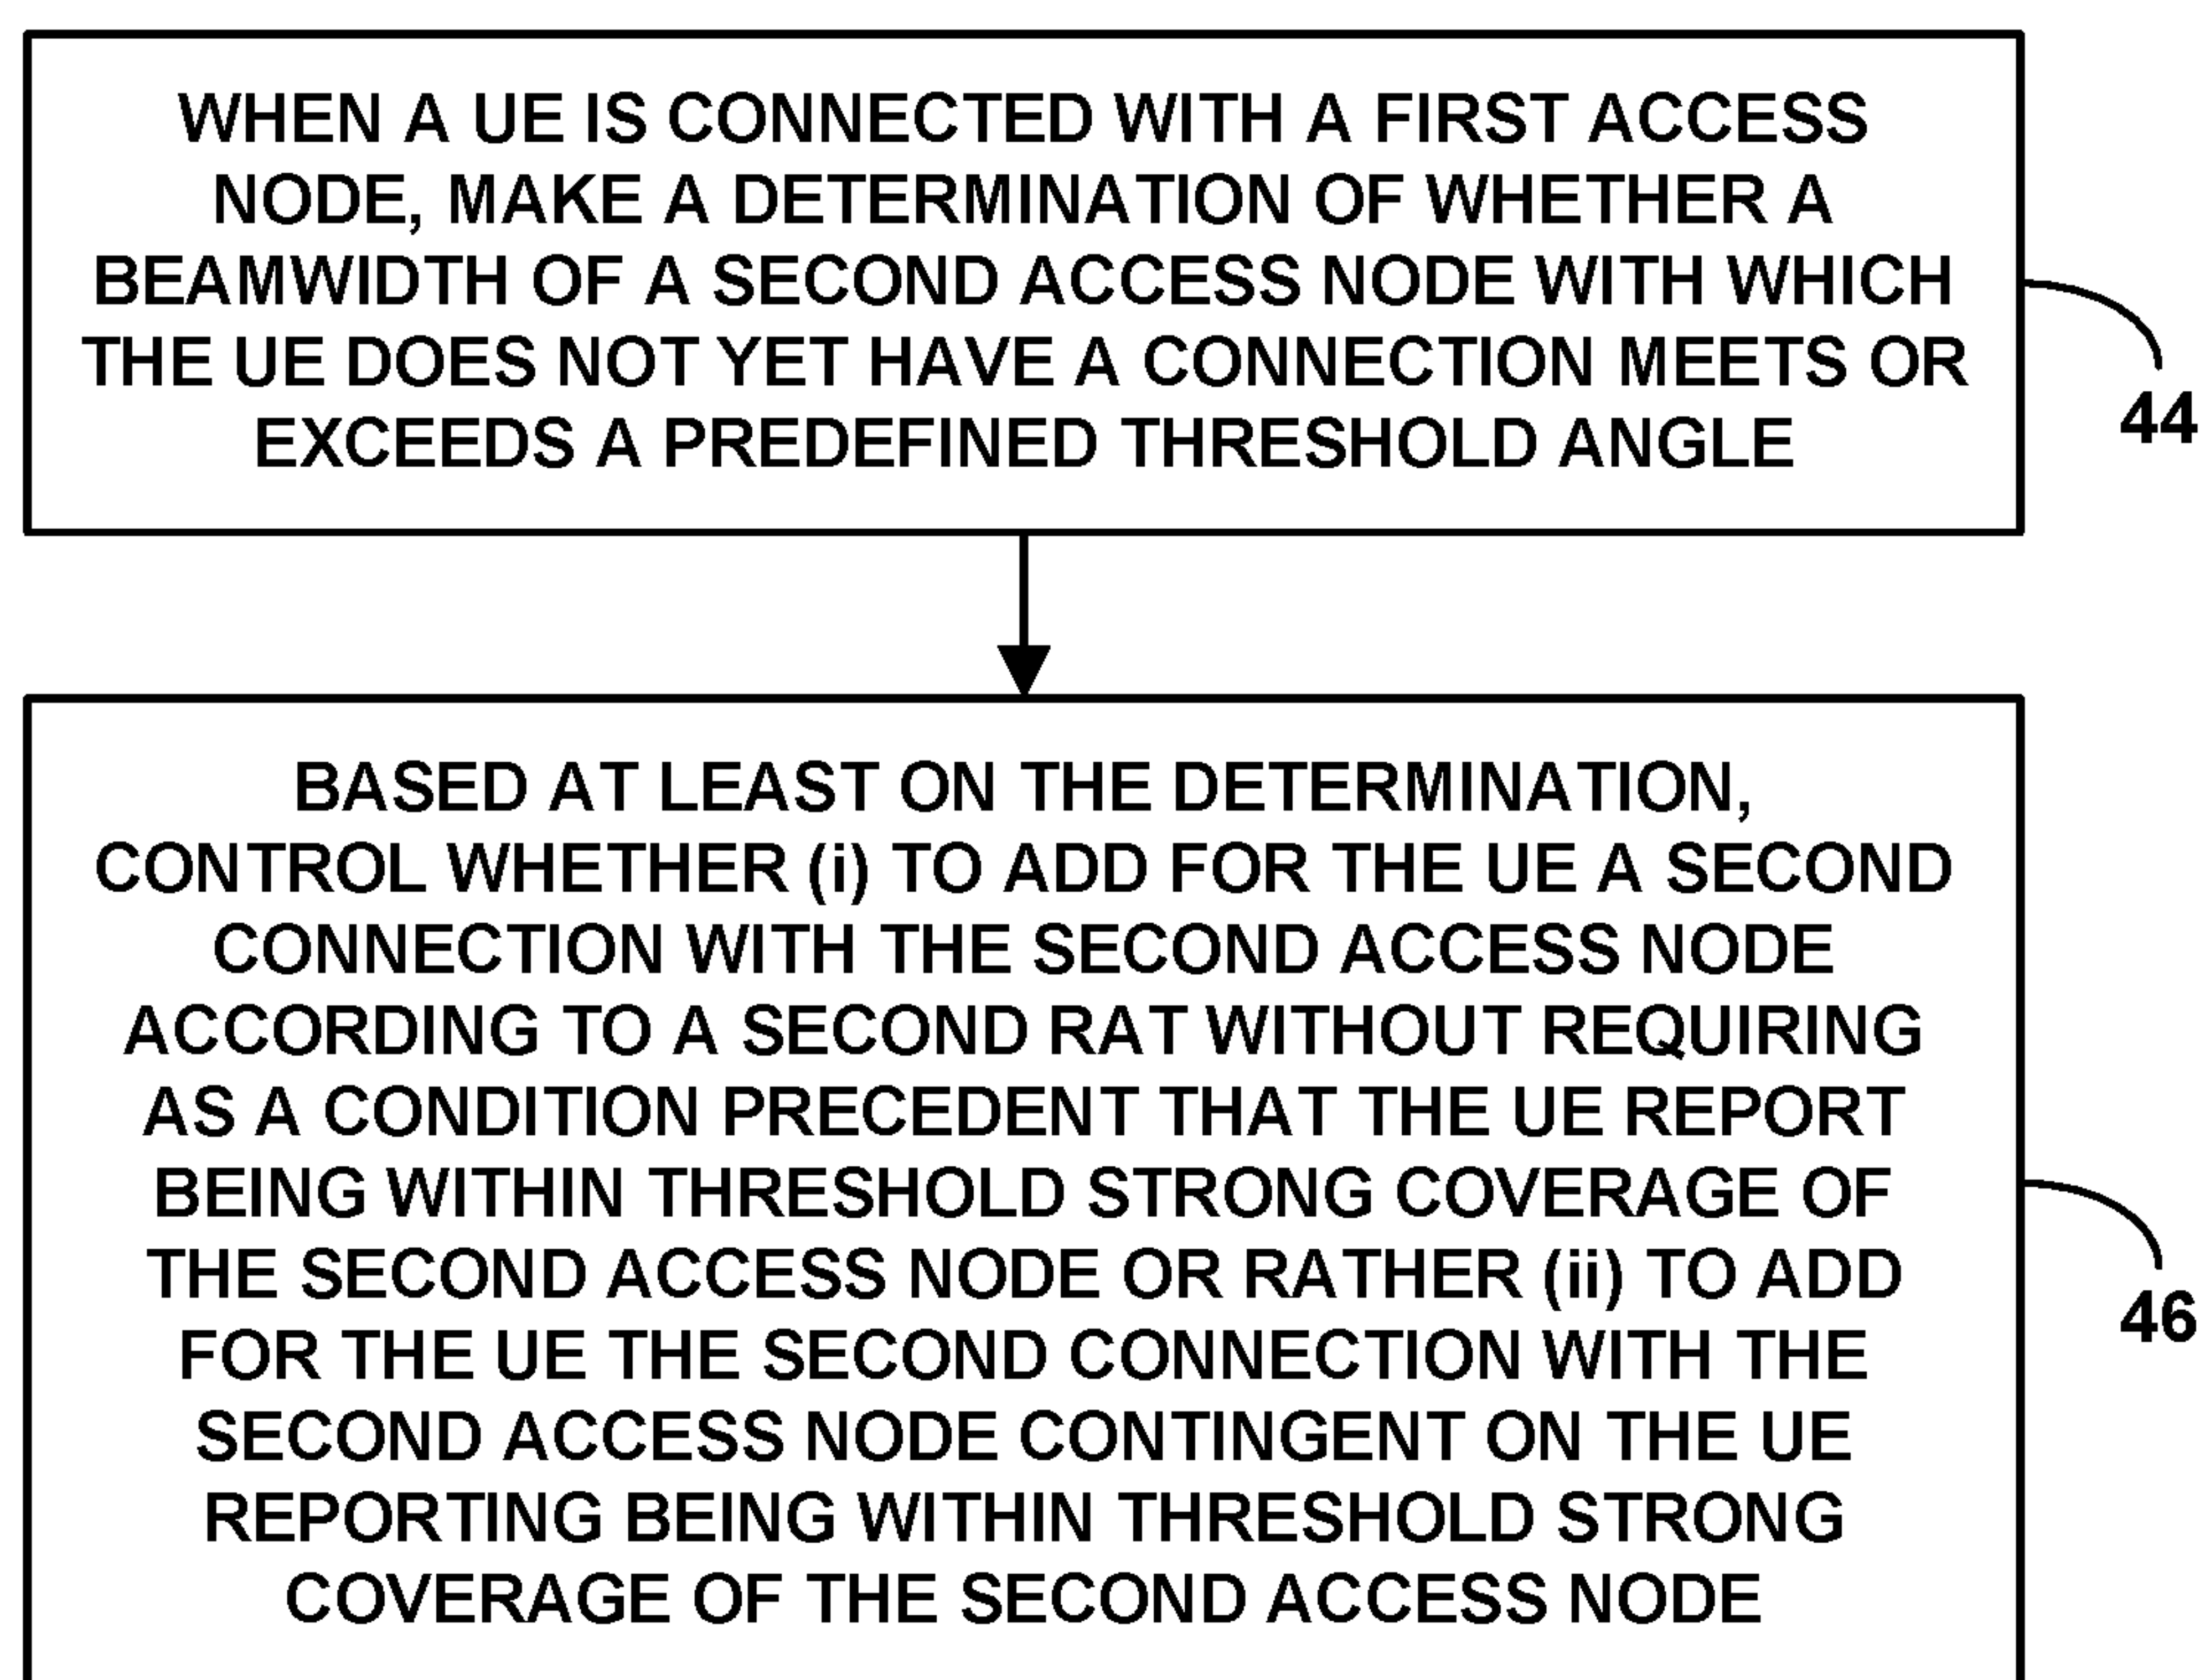 WHEN A UE IS CONNECTED WITH A FIRST ACCESS
NODE, MAKE A DETERMINATION OF WHETHER A
BEAMWIDTH OF A SECOND ACCESS NODE WITH WHICH
THE UE DOES NOT YET HAVE A CONNECTION MEETS OR
EXCEEDS A PREDEFINED THRESHOLD ANGLE
44
BASED AT LEAST ON THE DETERMINATION,
CONTROL WHETHER (i) TO ADD FOR THE UE A SECOND
CONNECTION WITH THE SECOND ACCESS NODE
ACCORDING TO A SECOND RAT WITHOUT REQUIRING
AS A CONDITION PRECEDENT THAT THE UE REPORT
BEING WITHIN THRESHOLD STRONG COVERAGE OF
THE SECOND ACCESS NODE OR RATHER (ii) TO ADD
FOR THE UE THE SECOND CONNECTION WITH THE
SECOND ACCESS NODE CONTINGENT ON THE UE
REPORTING BEING WITHIN THRESHOLD STRONG
COVERAGE OF THE SECOND ACCESS NODE
46